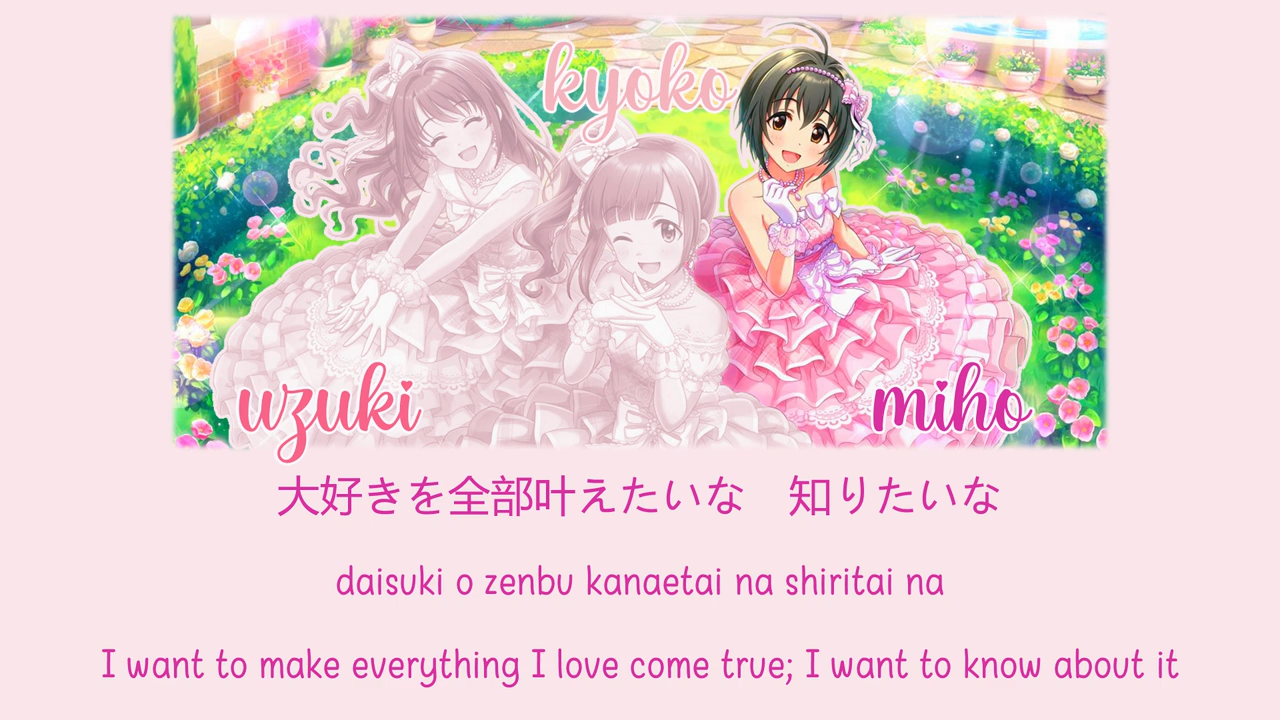 kyoko
uzuki
miho
大好きを全部叶えたいな　知りたいな
daisuki o zenbu kanaetai na shiritai na
I want to make everything I love come true; I want to know about it